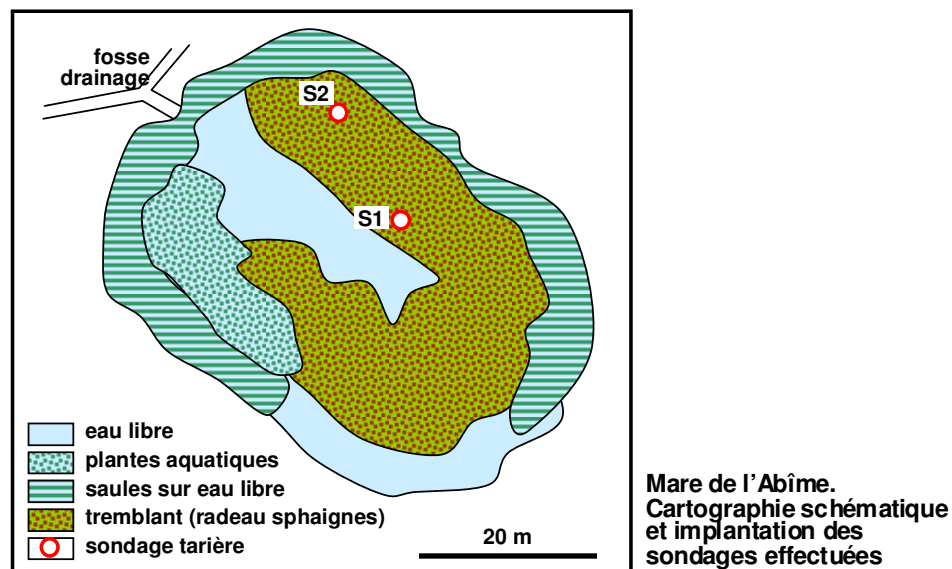 fosse
drainage
S2
S1
eau libre
plantes aquatiques
saules sur eau libre
tremblant (radeau sphaignes)
sondage tarière
20 m
Mare de l'Abîme.
Cartographie schématique
et implantation des
sondages effectuées